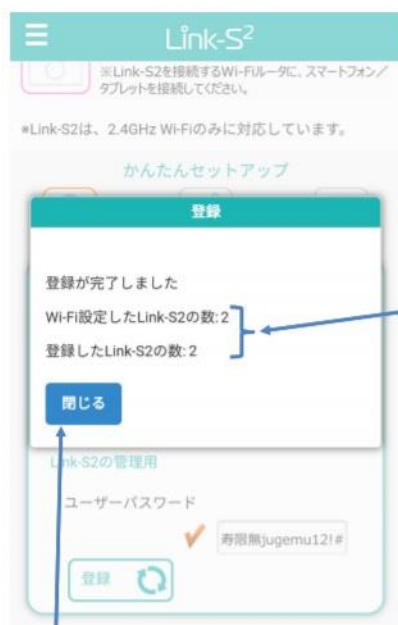 Link-S2
※Link-S2を接続するWi-Fiルータに、スマートフォン／
タブレットを接続してください。
*Link-S2は、2.4GHz Wi-Fiのみに対応しています。
かんたんセットアップ
登録
登録が完了しました
Wi-Fi設定したLink-S2の数: 2
登録したLink-S2の数: 2
閉じる
Link-S2の管理用
ユーザーパスワード
寿限無jugemu12!#
登録